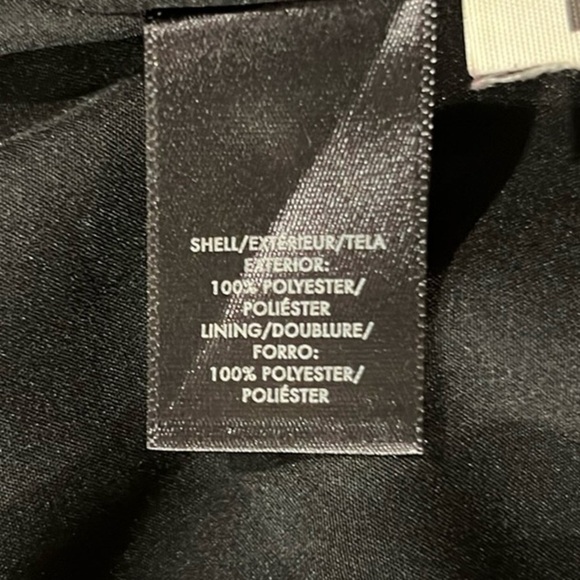 SHELL/EXTÉRIEUR/TELA
EXTERIOR:
100% POLYESTER/
POLIÉSTER
LINING/DOUBLURE/
FORRO:
100% POLYESTER/
POLIÉSTER